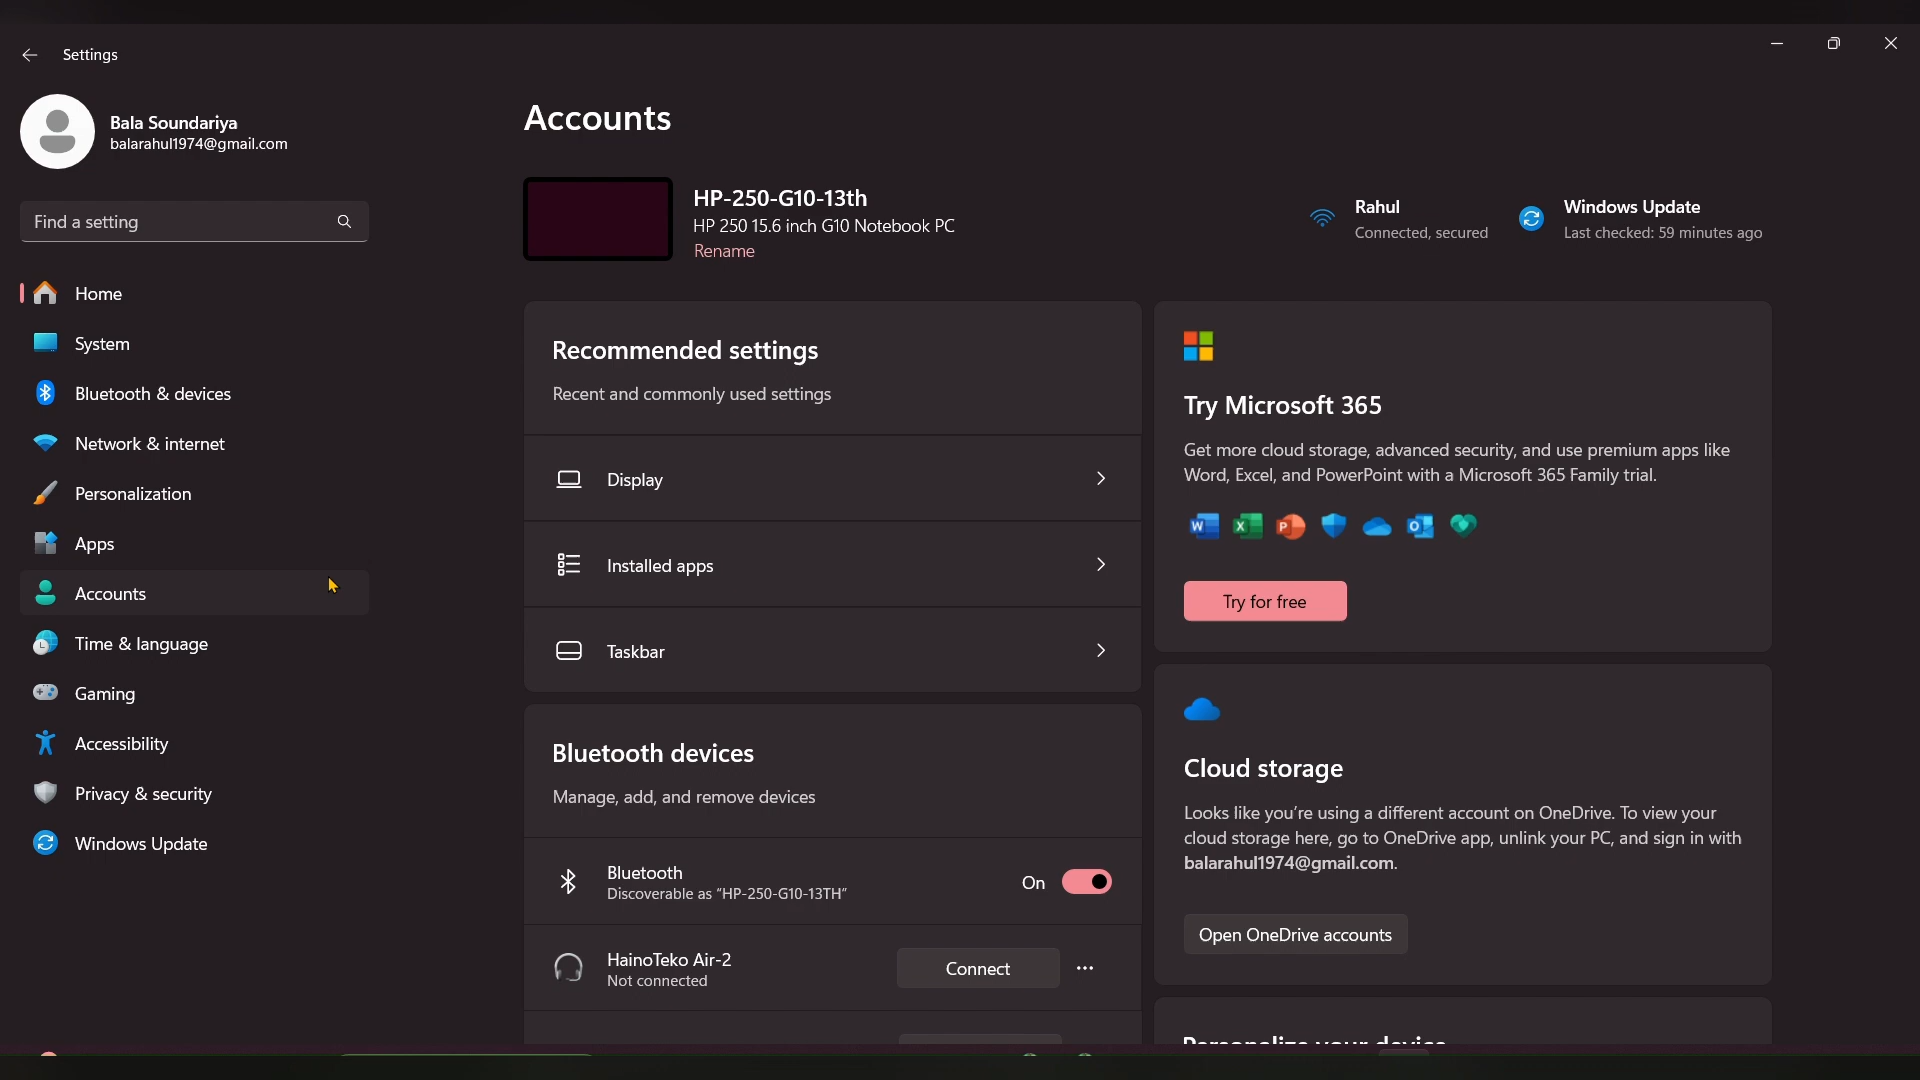 Settings
Bala Soundariya
balarahul1974@gmail.com
Find a setting
Home
System
Bluetooth & devices
Network & internet
Personalization
Apps
Accounts
Time & language
Gaming
Accessibility
Privacy & security
Windows Update
Accounts
HP-250-G10-13th
HP 250 15.6 inch G10 Notebook PC
Rename
Rahul
Connected, secured
Windows Update
Last checked: 59 minutes ago
Recommended settings
Recent and commonly used settings
Display
Installed apps
Taskbar
Bluetooth devices
Manage, add, and remove devices
Bluetooth
Discoverable as "HP-250-G10-13TH"
On
HainoTeko Air-2
Not connected
Connect
Try Microsoft 365
Get more cloud storage, advanced security, and use premium apps like
Word, Excel, and PowerPoint with a Microsoft 365 Family trial.
Try for free
Cloud storage
Looks like you're using a different account on OneDrive. To view your
cloud storage here, go to OneDrive app, unlink your PC, and sign in with
balarahul1974@gmail.com.
Open OneDrive accounts
Personalize your device